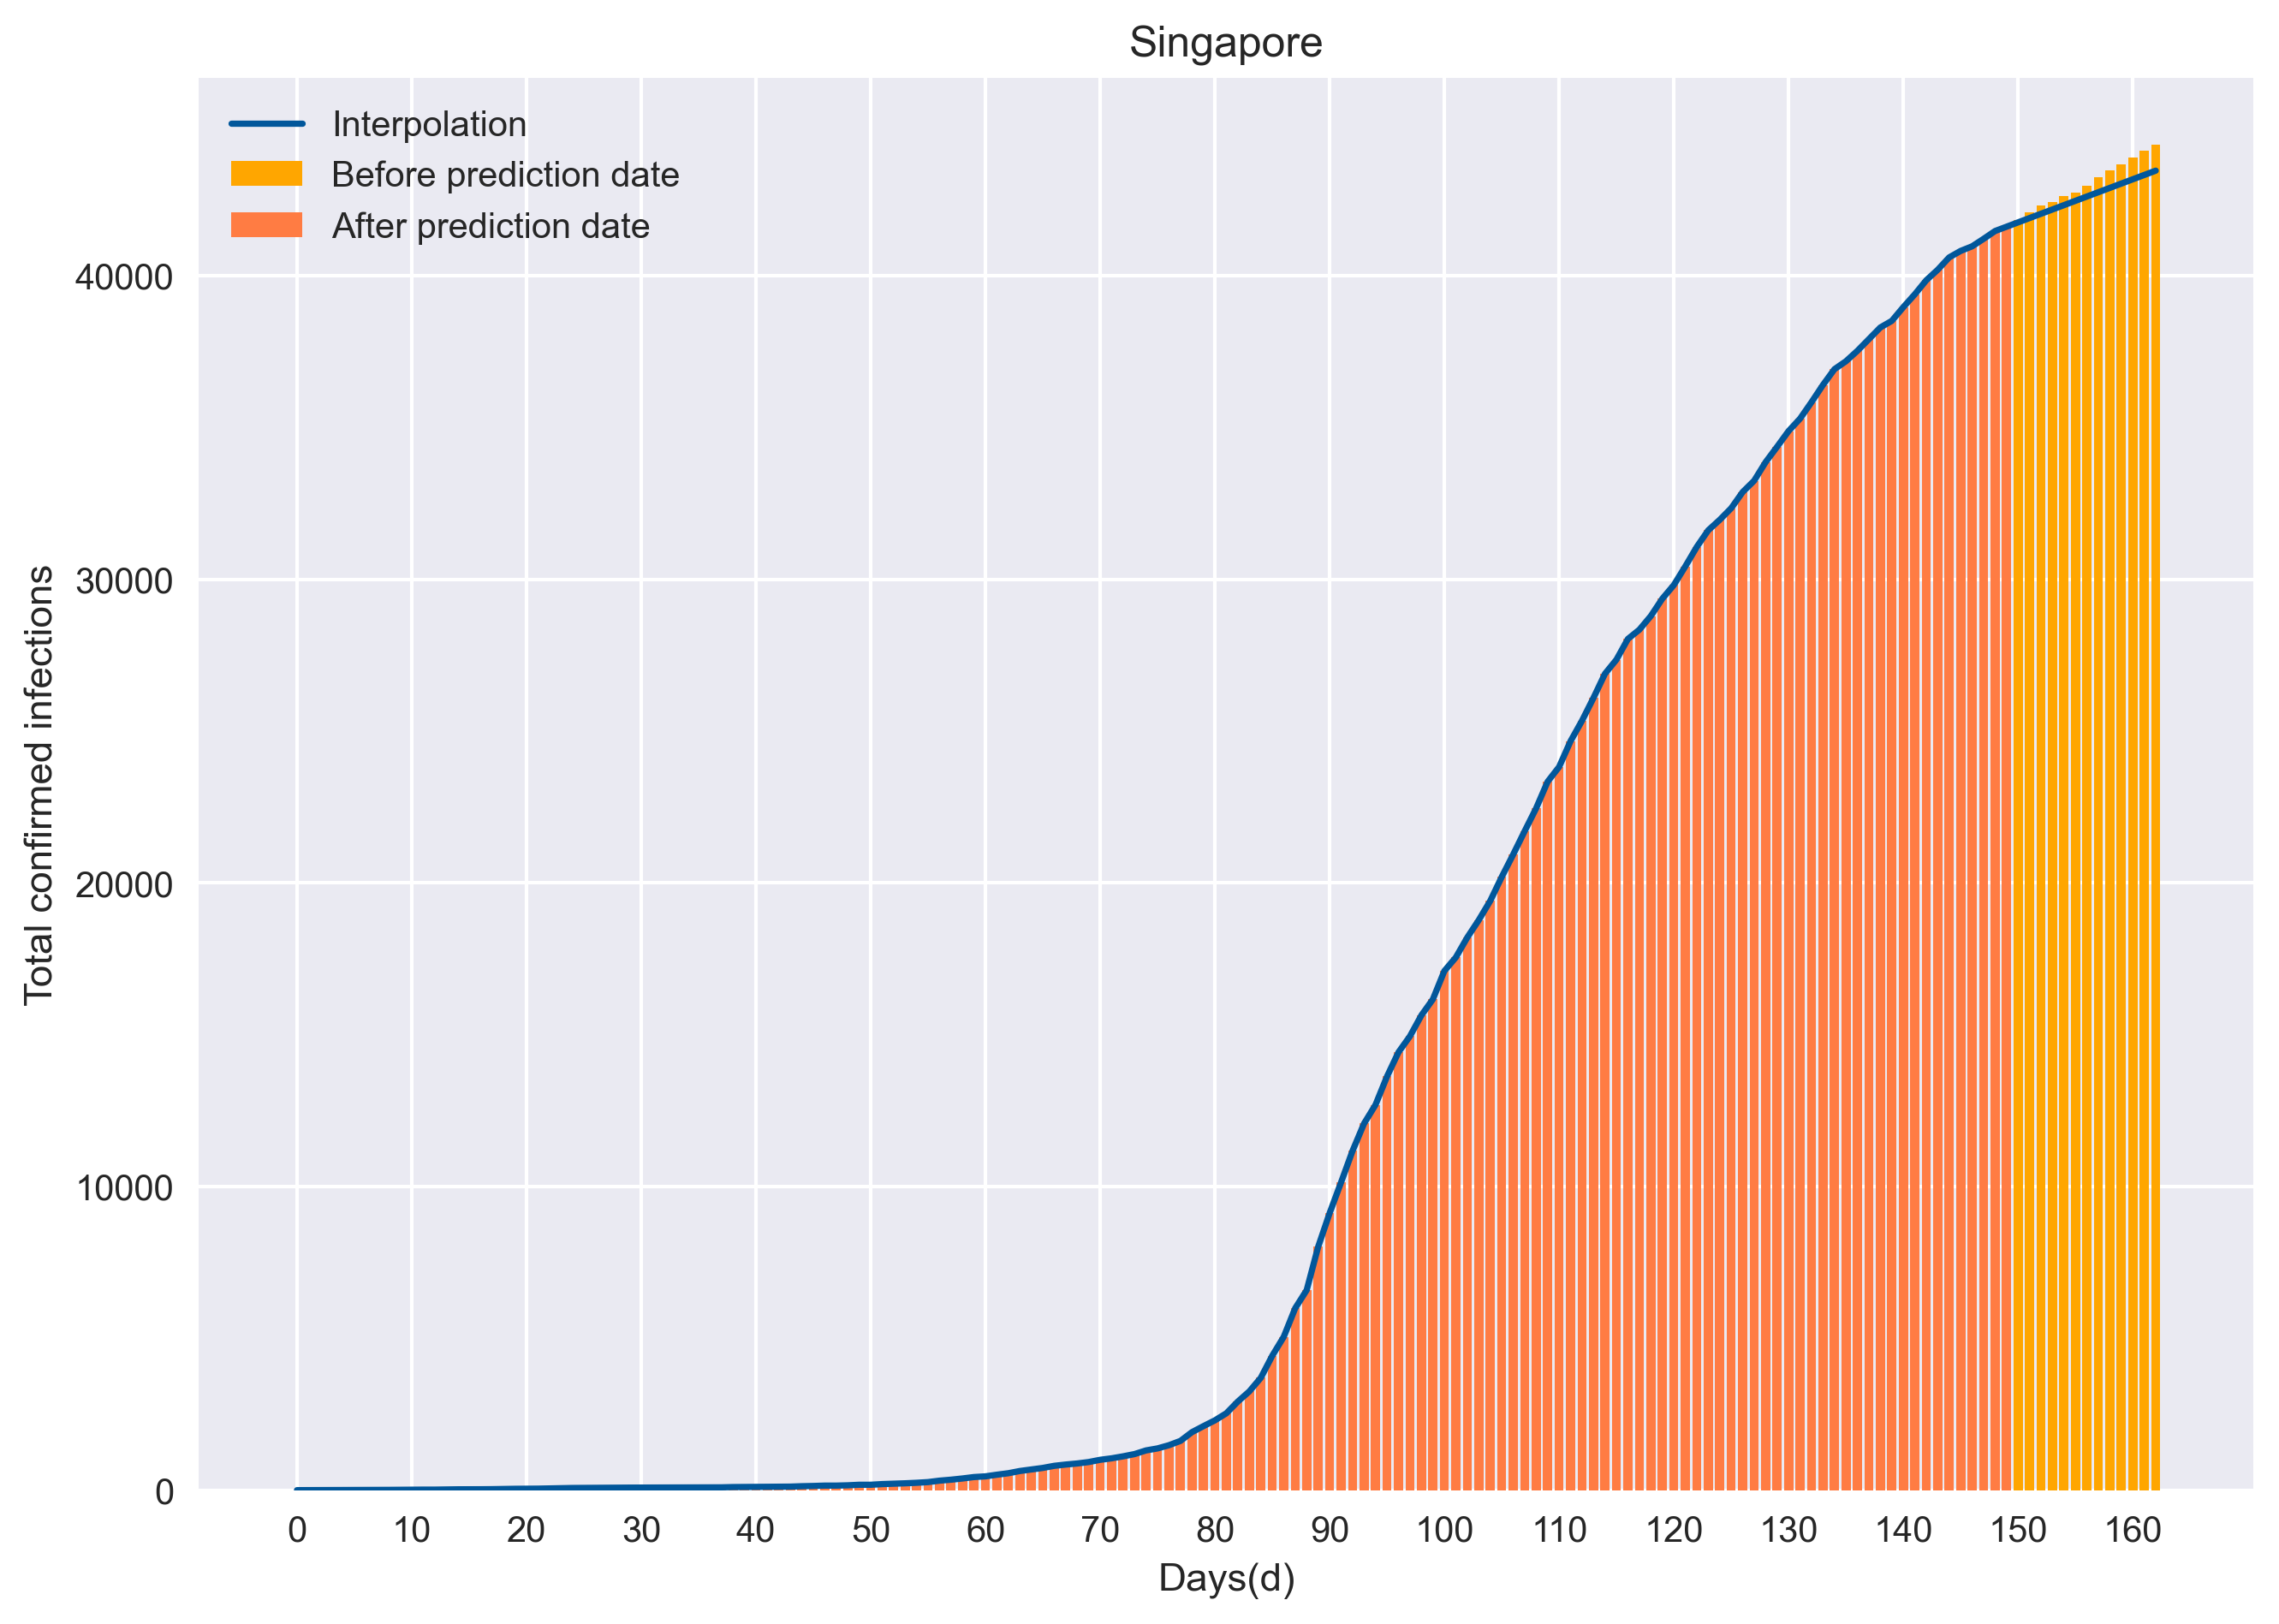 Singapore
Interpolation
Before prediction date
After prediction date
Total confirmed infections
40000
30000
20000
10000
0
0 10 20 30 40 50 60 70 80 90 100 110 120 130 140 150 160
Days(d)